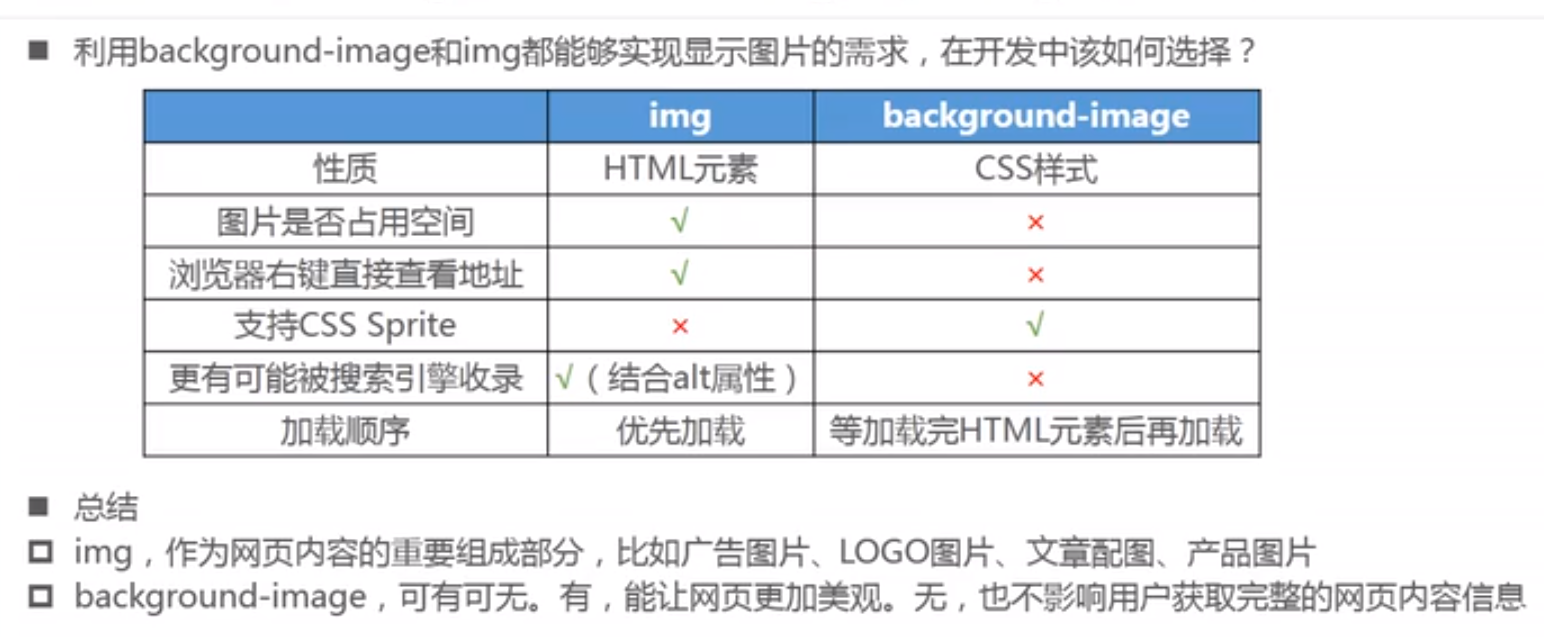 利用background-image和img都能够实现显示图片的需求，在开发中该如何选择？
img background-image
性质 HTML元素 CSS样式
图片是否占用空间 √ ×
浏览器右键直接查看地址 √ ×
支持CSS Sprite × √
更有可能被搜索引擎收录 √（结合alt属性） ×
加载顺序 优先加载 等加载完HTML元素后再加载
总结
img，作为网页内容的重要组成部分，比如广告图片、LOGO图片、文章配图、产品图片
background-image，可有可无。有，能让网页更加美观。无，也不影响用户获取完整的网页内容信息